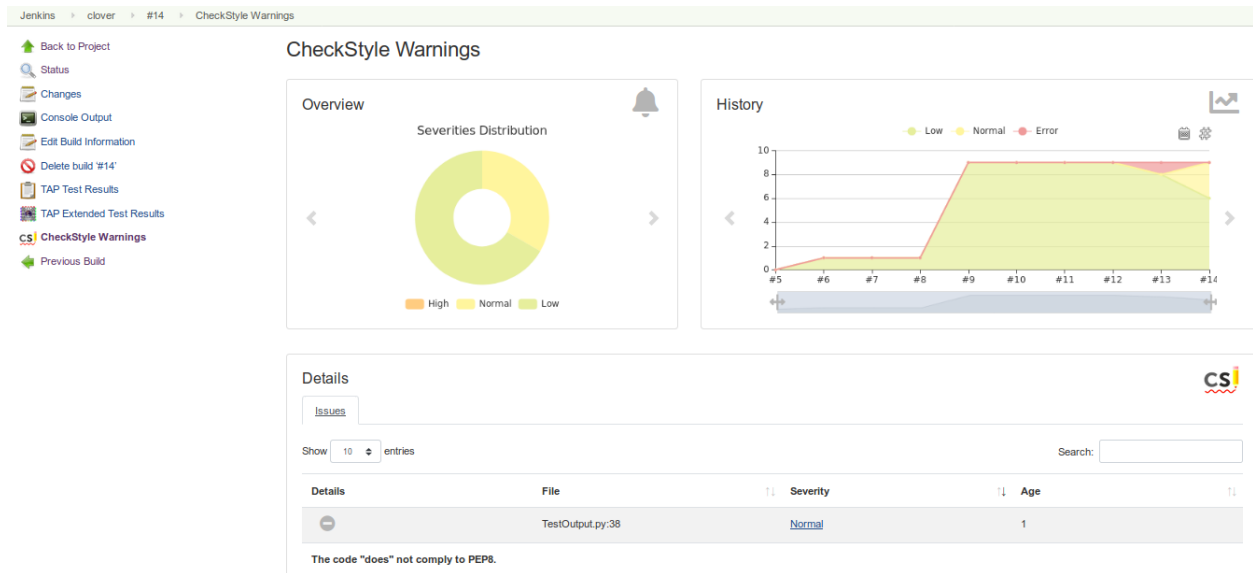 Jenkins clover #14 CheckStyle Warnings
Back to Project
Status
Changes
Console Output
Edit Build Information
Delete build '#14'
TAP Test Results
TAP Extended Test Results
CS! CheckStyle Warnings
Previous Build
CheckStyle Warnings
Overview
Severities Distribution
High Normal Low
History
Low Normal Error
10
8
6
4
2
0
#5 #6 #7 #8 #9 #10 #11 #12 #13 #14
Details
cs!
Issues
Show 10 entries
Search:
Details File Severity Age
TestOutput.py:38 Normal 1
The code "does" not comply to PEP8.